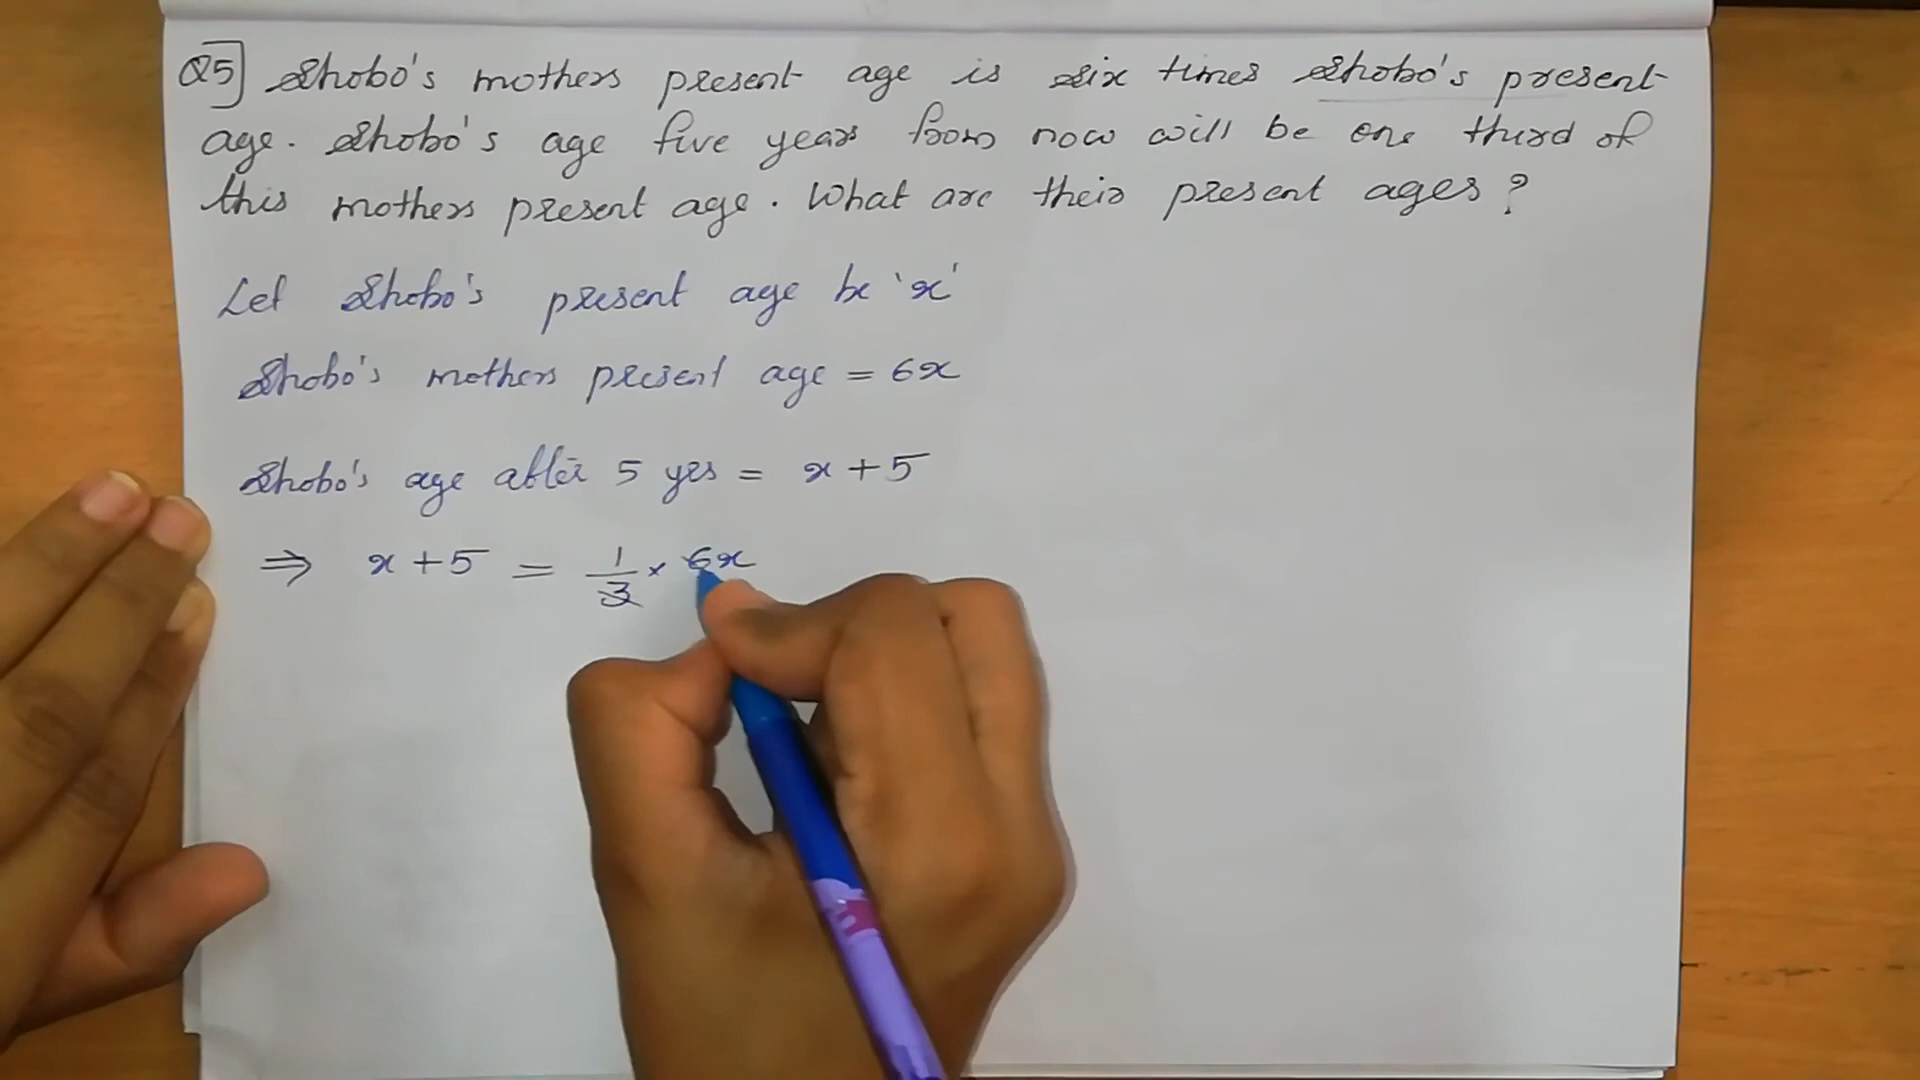 Q5] Shobo's mothers present age is six times Shobo's present
age. Shobo's age five years from now will be one third of
this mothers present age. What are their present ages?
Let Shobo's present age be 'x'
Shobo's mothers present age = 6x
Shobo's age after 5 yrs = x + 5
⇒ x + 5 = 1/3 × 6x